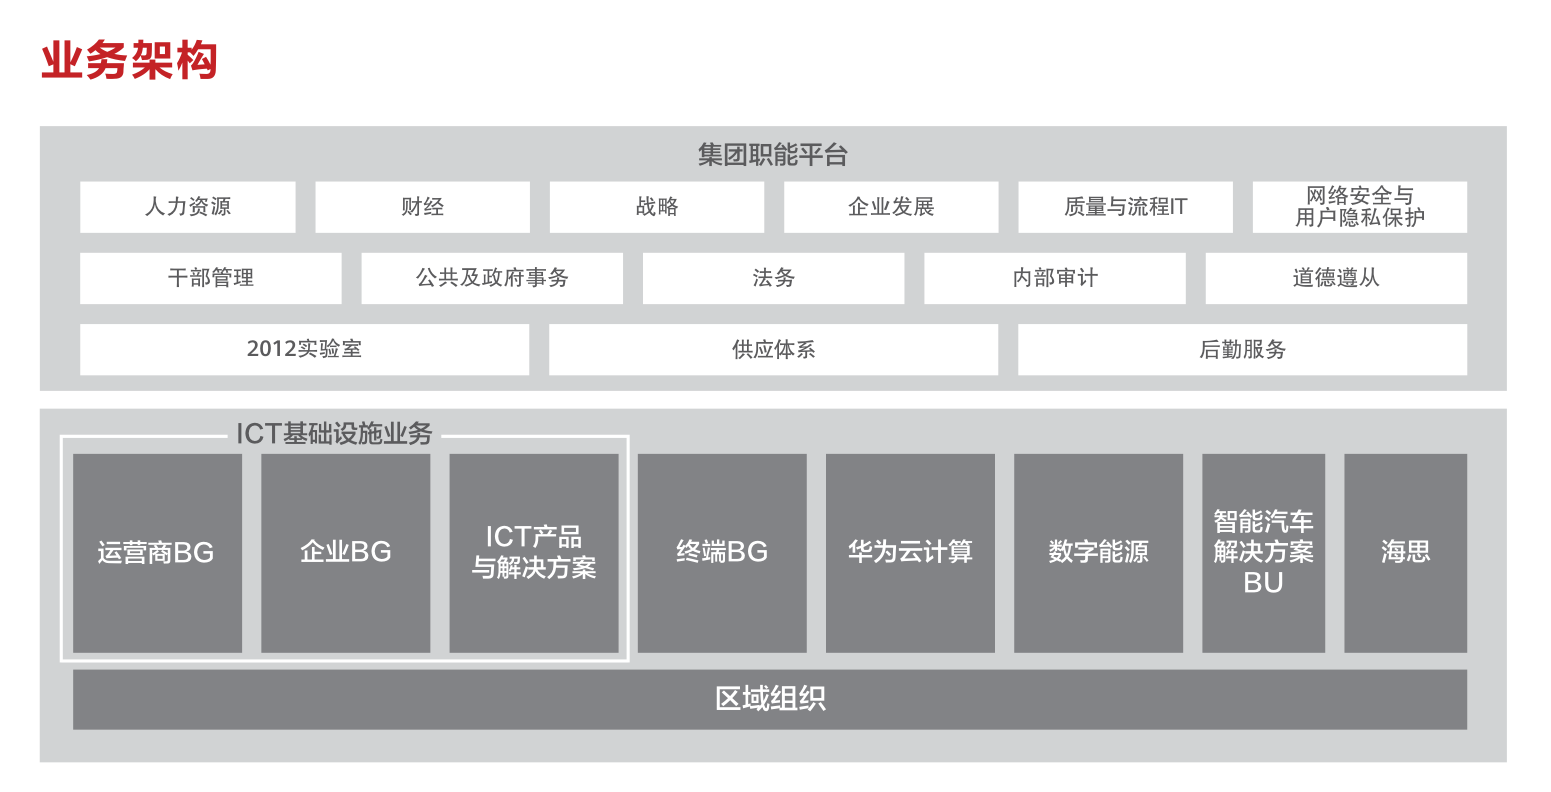 业务架构
集团职能平台
人力资源
财经
战略
企业发展
质量与流程IT
网络安全与
用户隐私保护
干部管理
公共及政府事务
法务
内部审计
道德遵从
2012实验室
供应体系
后勤服务
ICT基础设施业务
运营商BG
企业BG
ICT产品
与解决方案
终端BG
华为云计算
数字能源
智能汽车
解决方案
BU
海思
区域组织